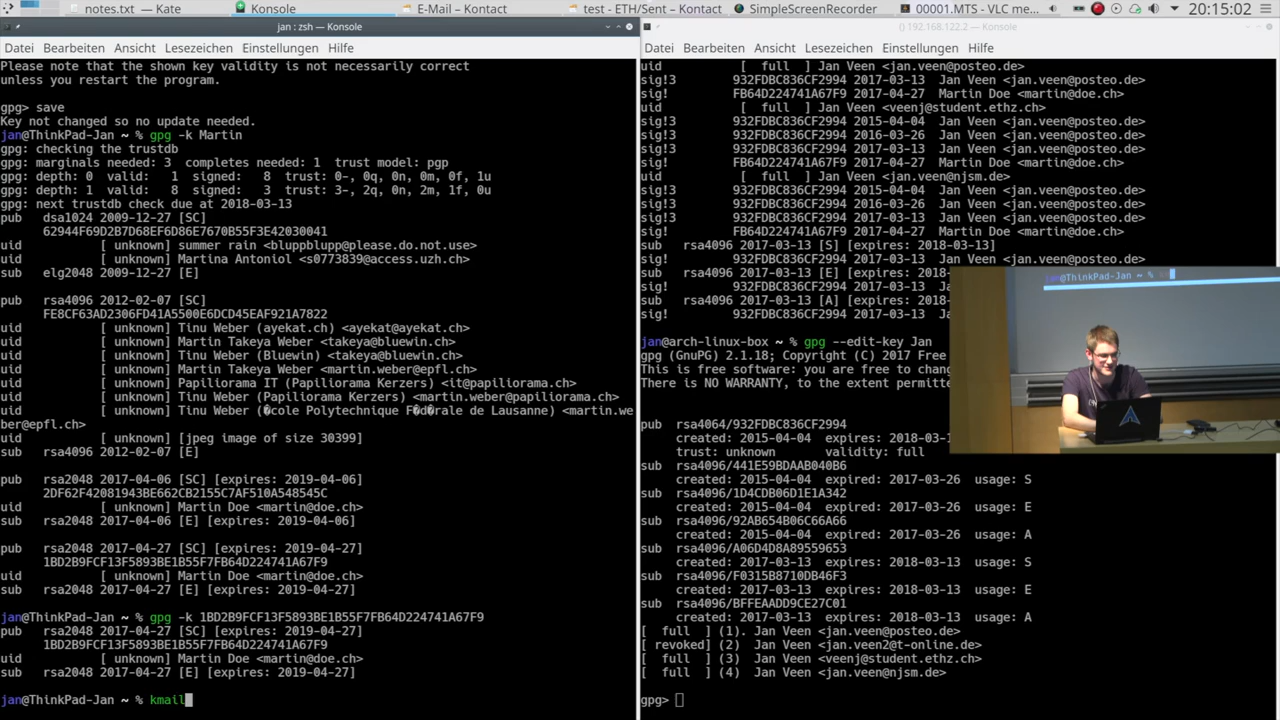 notes.txt — Kate
Konsole
E-Mail – Kontact
test - ETH/Sent – Kontact
SimpleScreenRecorder
00001.MTS - VLC me...
20:15:02
jan : zsh — Konsole
Datei Bearbeiten Ansicht Lesezeichen Einstellungen Hilfe
Please note that the shown key validity is not necessarily correct
unless you restart the program.
gpg> save
Key not changed so no update needed.
jan@ThinkPad-Jan ~ % gpg -k Martin
gpg: checking the trustdb
gpg: marginals needed: 3  completes needed: 1  trust model: pgp
gpg: depth: 0  valid:   1  signed:   8  trust: 0-, 0q, 0n, 0m, 0f, 1u
gpg: depth: 1  valid:   8  signed:   3  trust: 3-, 2q, 0n, 2m, 1f, 0u
gpg: next trustdb check due at 2018-03-13
pub   dsa1024 2009-12-27 [SC]
62944F69D2B7D68EF6D86E7670B55F3E42030041
uid           [ unknown] summer rain <bluppblupp@please.do.not.use>
uid           [ unknown] Martina Antoniol <s0773839@access.uzh.ch>
sub   elg2048 2009-12-27 [E]
pub   rsa4096 2012-02-07 [SC]
FE8CF63AD2306FD41A5500E6DCD45EAF921A7822
uid           [ unknown] Tinu Weber (ayekat.ch) <ayekat@ayekat.ch>
uid           [ unknown] Martin Takeya Weber <takeya@bluewin.ch>
uid           [ unknown] Tinu Weber (Bluewin) <takeya@bluewin.ch>
uid           [ unknown] Martin Takeya Weber <martin.weber@epfl.ch>
uid           [ unknown] Papiliorama IT (Papiliorama Kerzers) <it@papiliorama.ch>
uid           [ unknown] Tinu Weber (Papiliorama Kerzers) <martin.weber@papiliorama.ch>
uid           [ unknown] Tinu Weber (�cole Polytechnique F�d�rale de Lausanne) <martin.we
ber@epfl.ch>
uid           [ unknown] [jpeg image of size 30399]
sub   rsa4096 2012-02-07 [E]
pub   rsa2048 2017-04-06 [SC] [expires: 2019-04-06]
2DF62F42081943BE662CB2155C7AF510A548545C
uid           [ unknown] Martin Doe <martin@doe.ch>
sub   rsa2048 2017-04-06 [E] [expires: 2019-04-06]
pub   rsa2048 2017-04-27 [SC] [expires: 2019-04-27]
1BD2B9FCF13F5893BE1B55F7FB64D224741A67F9
uid           [ unknown] Martin Doe <martin@doe.ch>
sub   rsa2048 2017-04-27 [E] [expires: 2019-04-27]
jan@ThinkPad-Jan ~ % gpg -k 1BD2B9FCF13F5893BE1B55F7FB64D224741A67F9
pub   rsa2048 2017-04-27 [SC] [expires: 2019-04-27]
1BD2B9FCF13F5893BE1B55F7FB64D224741A67F9
uid           [ unknown] Martin Doe <martin@doe.ch>
sub   rsa2048 2017-04-27 [E] [expires: 2019-04-27]
jan@ThinkPad-Jan ~ % kmail
() 192.168.122.2 — Konsole
Datei Bearbeiten Ansicht Lesezeichen Einstellungen Hilfe
uid           [  full  ] Jan Veen <jan.veen@posteo.de>
sig!3        932FDBC836CF2994 2017-03-13  Jan Veen <jan.veen@posteo.de>
sig!         FB64D224741A67F9 2017-04-27  Martin Doe <martin@doe.ch>
uid           [  full  ] Jan Veen <veenj@student.ethz.ch>
sig!3        932FDBC836CF2994 2015-04-04  Jan Veen <jan.veen@posteo.de>
sig!3        932FDBC836CF2994 2016-03-26  Jan Veen <jan.veen@posteo.de>
sig!3        932FDBC836CF2994 2017-03-13  Jan Veen <jan.veen@posteo.de>
sig!         FB64D224741A67F9 2017-04-27  Martin Doe <martin@doe.ch>
uid           [  full  ] Jan Veen <jan.veen@njsm.de>
sig!3        932FDBC836CF2994 2015-04-04  Jan Veen <jan.veen@posteo.de>
sig!3        932FDBC836CF2994 2016-03-26  Jan Veen <jan.veen@posteo.de>
sig!3        932FDBC836CF2994 2017-03-13  Jan Veen <jan.veen@posteo.de>
sig!         FB64D224741A67F9 2017-04-27  Martin Doe <martin@doe.ch>
sub   rsa4096 2017-03-13 [S] [expires: 2018-03-13]
sig!         932FDBC836CF2994 2017-03-13  Jan Veen <jan.veen@posteo.de>
sub   rsa4096 2017-03-13 [E] [expires: 2018-
sig!         932FDBC836CF2994 2017-03-13
sub   rsa4096 2017-03-13 [A] [expires: 2018-
sig!         932FDBC836CF2994 2017-03-13
jan@arch-linux-box ~ % gpg --edit-key Jan
gpg (GnuPG) 2.1.18; Copyright (C) 2017 Free
This is free software: you are free to chang
There is NO WARRANTY, to the extent permitte
pub  rsa4064/932FDBC836CF2994
created: 2015-04-04  expires: 2018-03-13
trust: unknown       validity: full
sub  rsa4096/441E59BDAAB040B6
created: 2015-04-04  expired: 2017-03-26  usage: S
sub  rsa4096/1D4CDB06D1E1A342
created: 2015-04-04  expired: 2017-03-26  usage: E
sub  rsa4096/92AB654B06C66A66
created: 2015-04-04  expired: 2017-03-26  usage: A
sub  rsa4096/A06D4D8A89559653
created: 2017-03-13  expires: 2018-03-13  usage: S
sub  rsa4096/F0315B8710DB46F3
created: 2017-03-13  expires: 2018-03-13  usage: E
sub  rsa4096/BFFEAADD9CE27C01
created: 2017-03-13  expires: 2018-03-13  usage: A
[  full  ] (1). Jan Veen <jan.veen@posteo.de>
[ revoked] (2)  Jan Veen <jan.veen2@t-online.de>
[  full  ] (3)  Jan Veen <veenj@student.ethz.ch>
[  full  ] (4)  Jan Veen <jan.veen@njsm.de>
gpg>
jan@ThinkPad-Jan ~ %